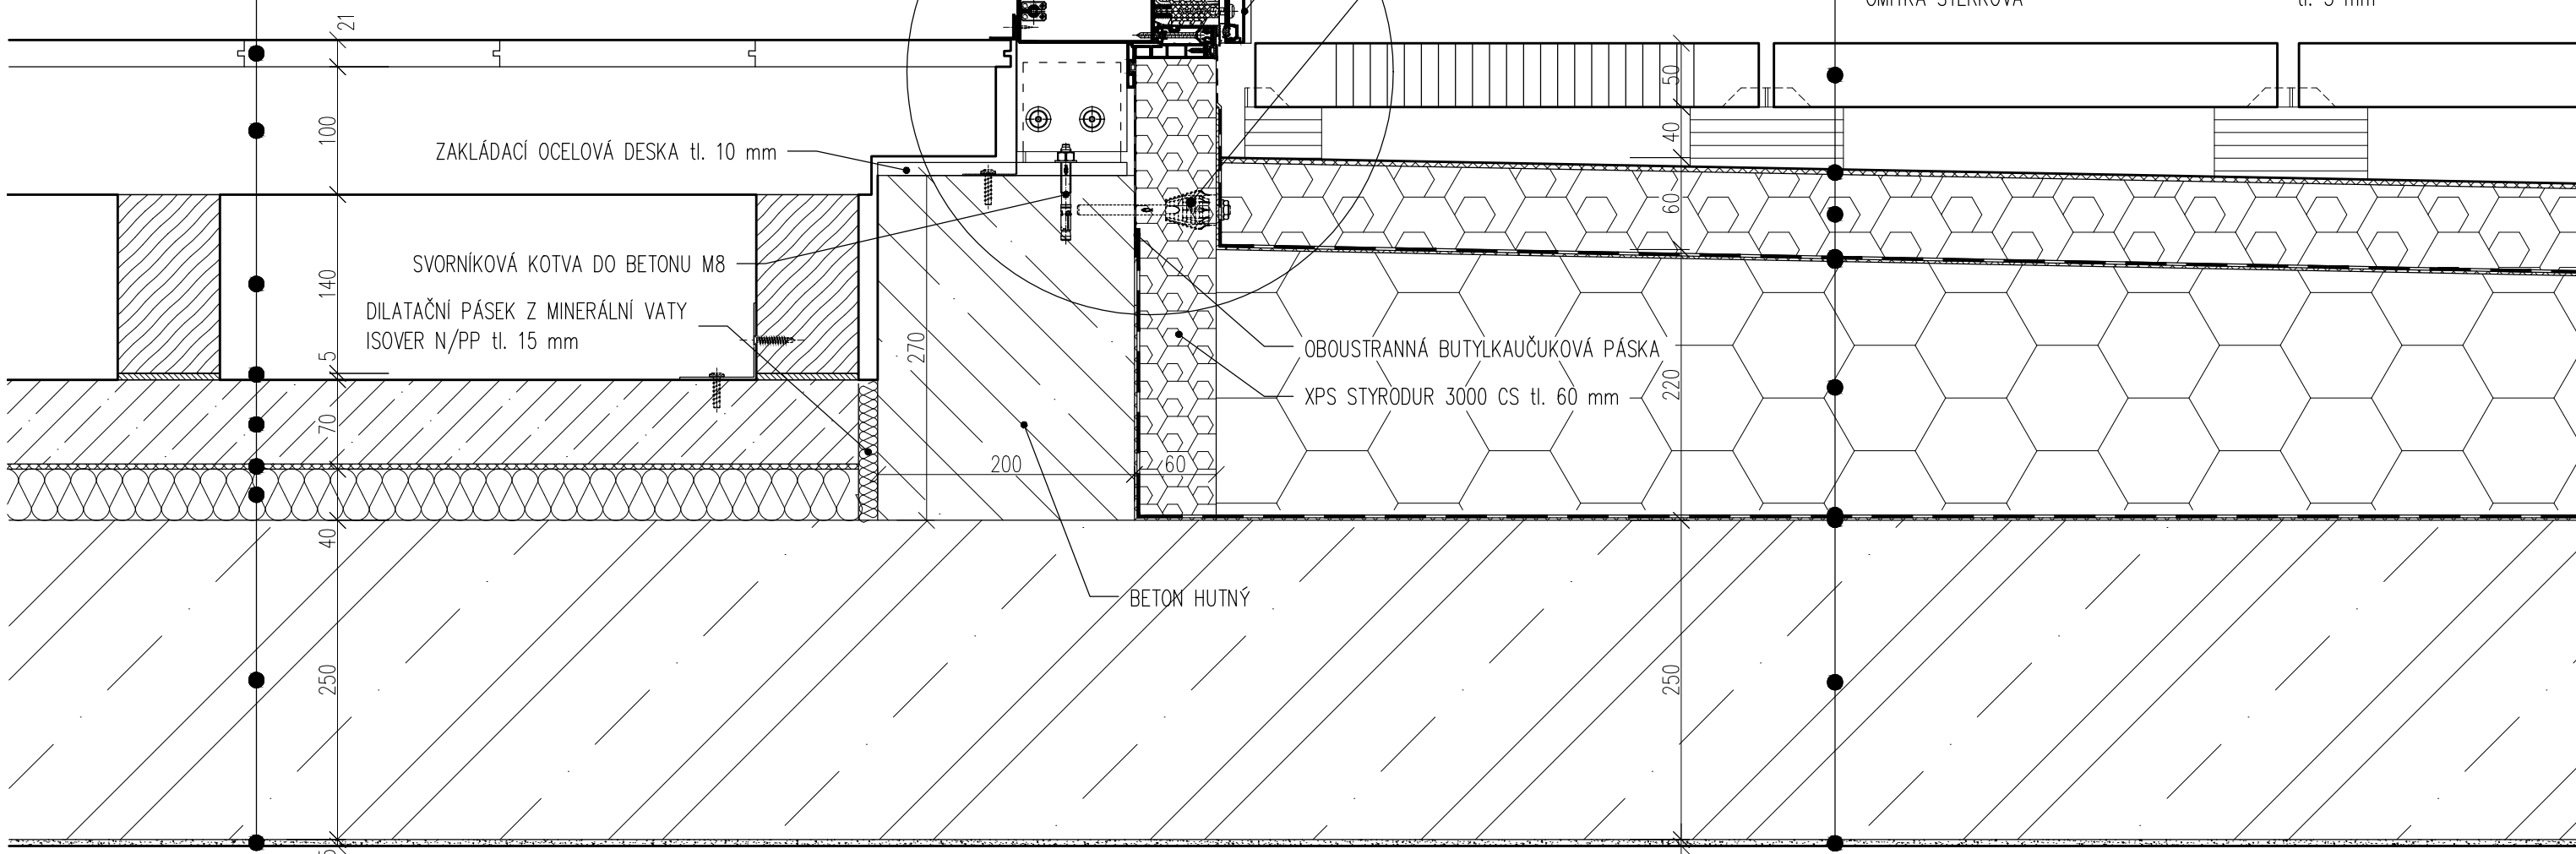 21
100
140
5
70
40
250
ZAKLÁDACÍ OCELOVÁ DESKA tl. 10 mm
SVORNÍKOVÁ KOTVA DO BETONU M8
DILATAČNÍ PÁSEK Z MINERÁLNÍ VATY
ISOVER N/PP tl. 15 mm
270
200
60
BETON HUTNÝ
OBOUSTRANNÁ BUTYLKAUČUKOVÁ PÁSKA
XPS STYRODUR 3000 CS tl. 60 mm
50
40
60
220
250